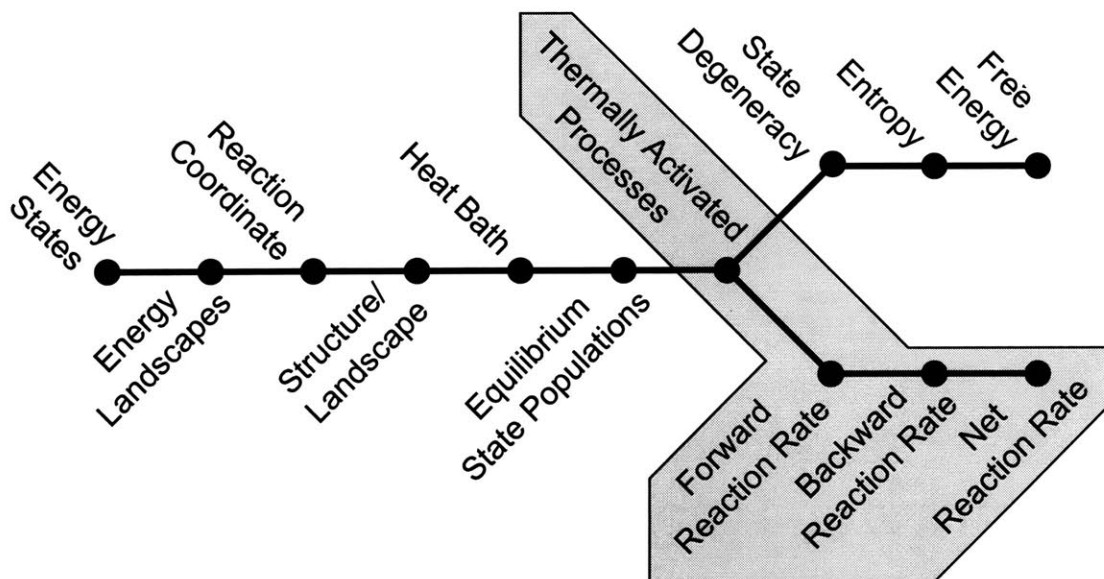 Energy
States
Energy
Landscapes
Reaction
Coordinate
Structure/
Landscape
Heat Bath
Equilibrium
State Populations
Thermally Activated
Processes
State
Degeneracy
Entropy
Free
Energy
Forward
Reaction Rate
Backward
Reaction Rate
Net
Reaction Rate